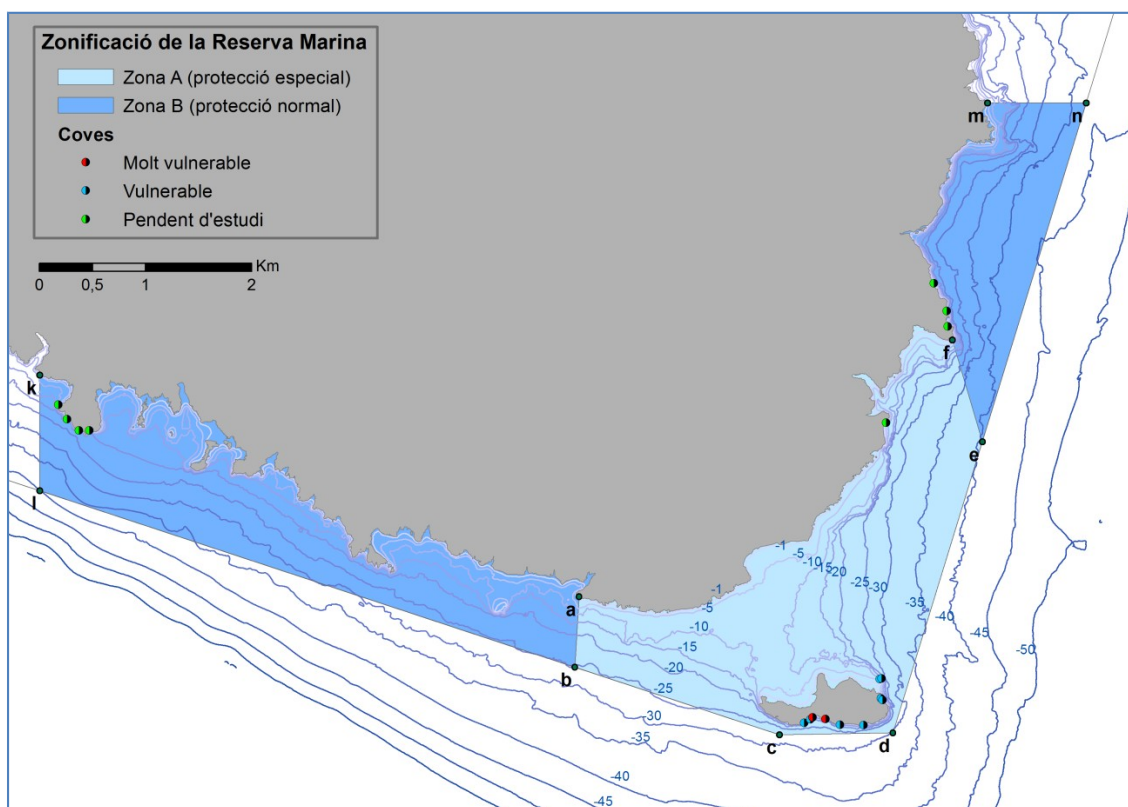 Zonificació de la Reserva Marina
Zona A (protecció especial)
Zona B (protecció normal)
Coves
Molt vulnerable
Vulnerable
Pendent d'estudi
Km
0 0,5 1 2
m n
f
k
e
l
-1
-5
-10
-15
-20
-25
-30
-35
-40
-45
-50
a
-1
-5
-10
-15
-20
-25
-30
-35
-40
-45
b
c
d